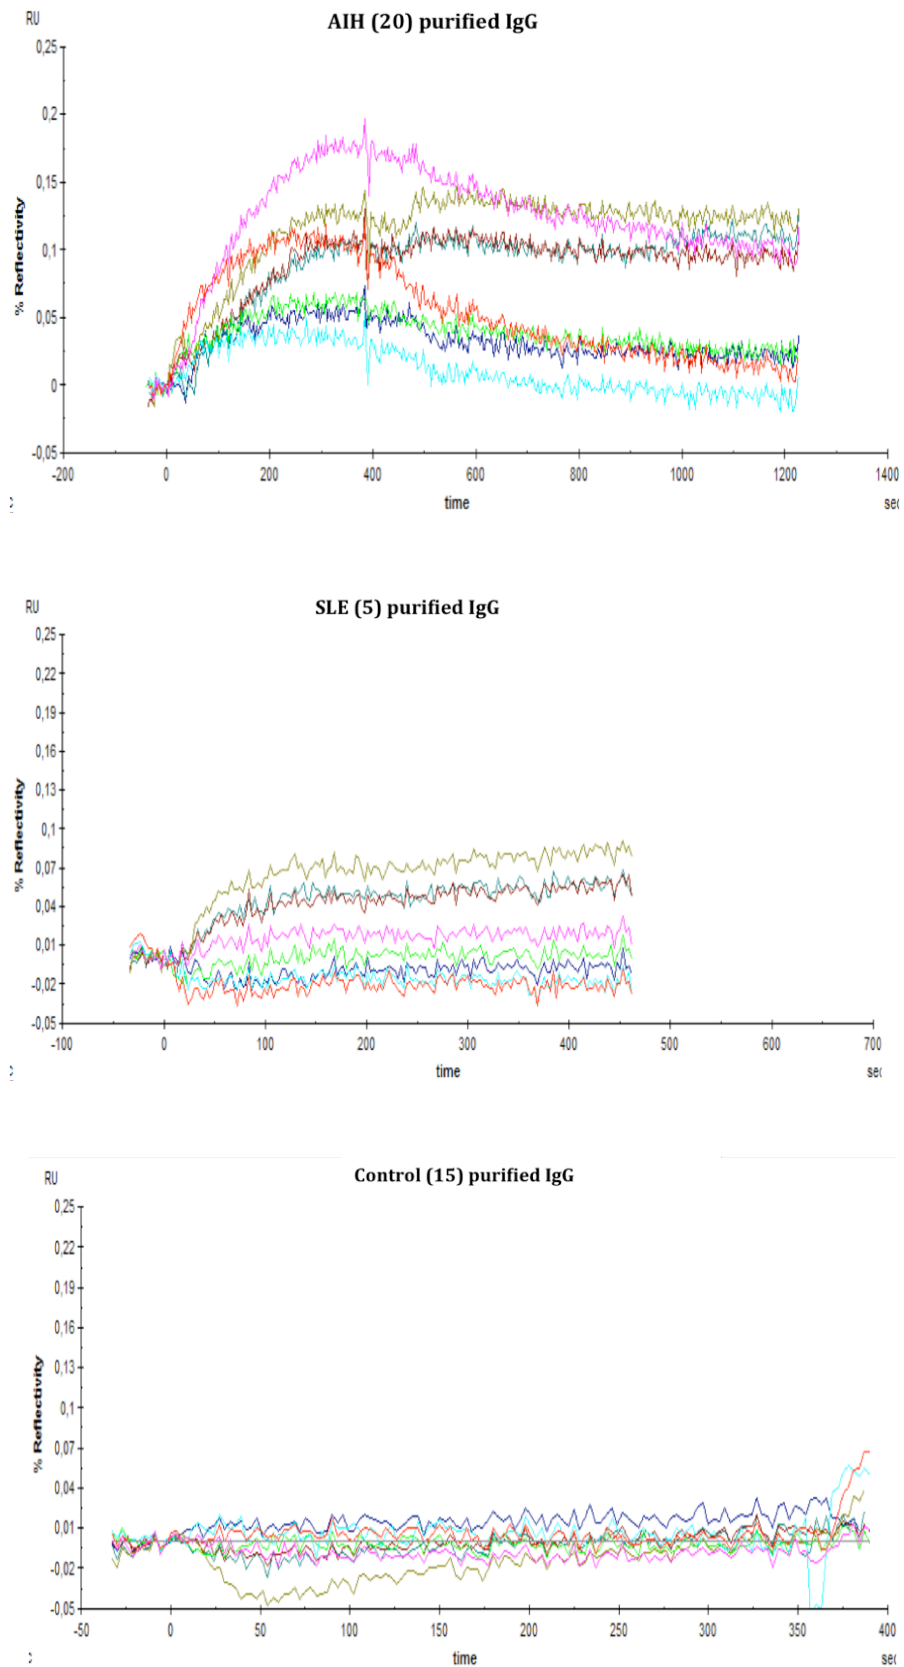 RU
AIH (20) purified IgG
0,25
0,2
0,15
0,1
0,05
0
-0,05
% Reflectivity
-200 0 200 400 600 800 1000 1200 1400
time
sec
RU
SLE (5) purified IgG
0,25
0,22
0,19
0,16
0,13
0,1
0,07
0,04
0,01
-0,02
-0,05
% Reflectivity
-100 0 100 200 300 400 500 600 700
time
sec
RU
Control (15) purified IgG
0,25
0,22
0,19
0,16
0,13
0,1
0,07
0,04
0,01
-0,02
-0,05
% Reflectivity
-50 0 50 100 150 200 250 300 350 400
time
sec